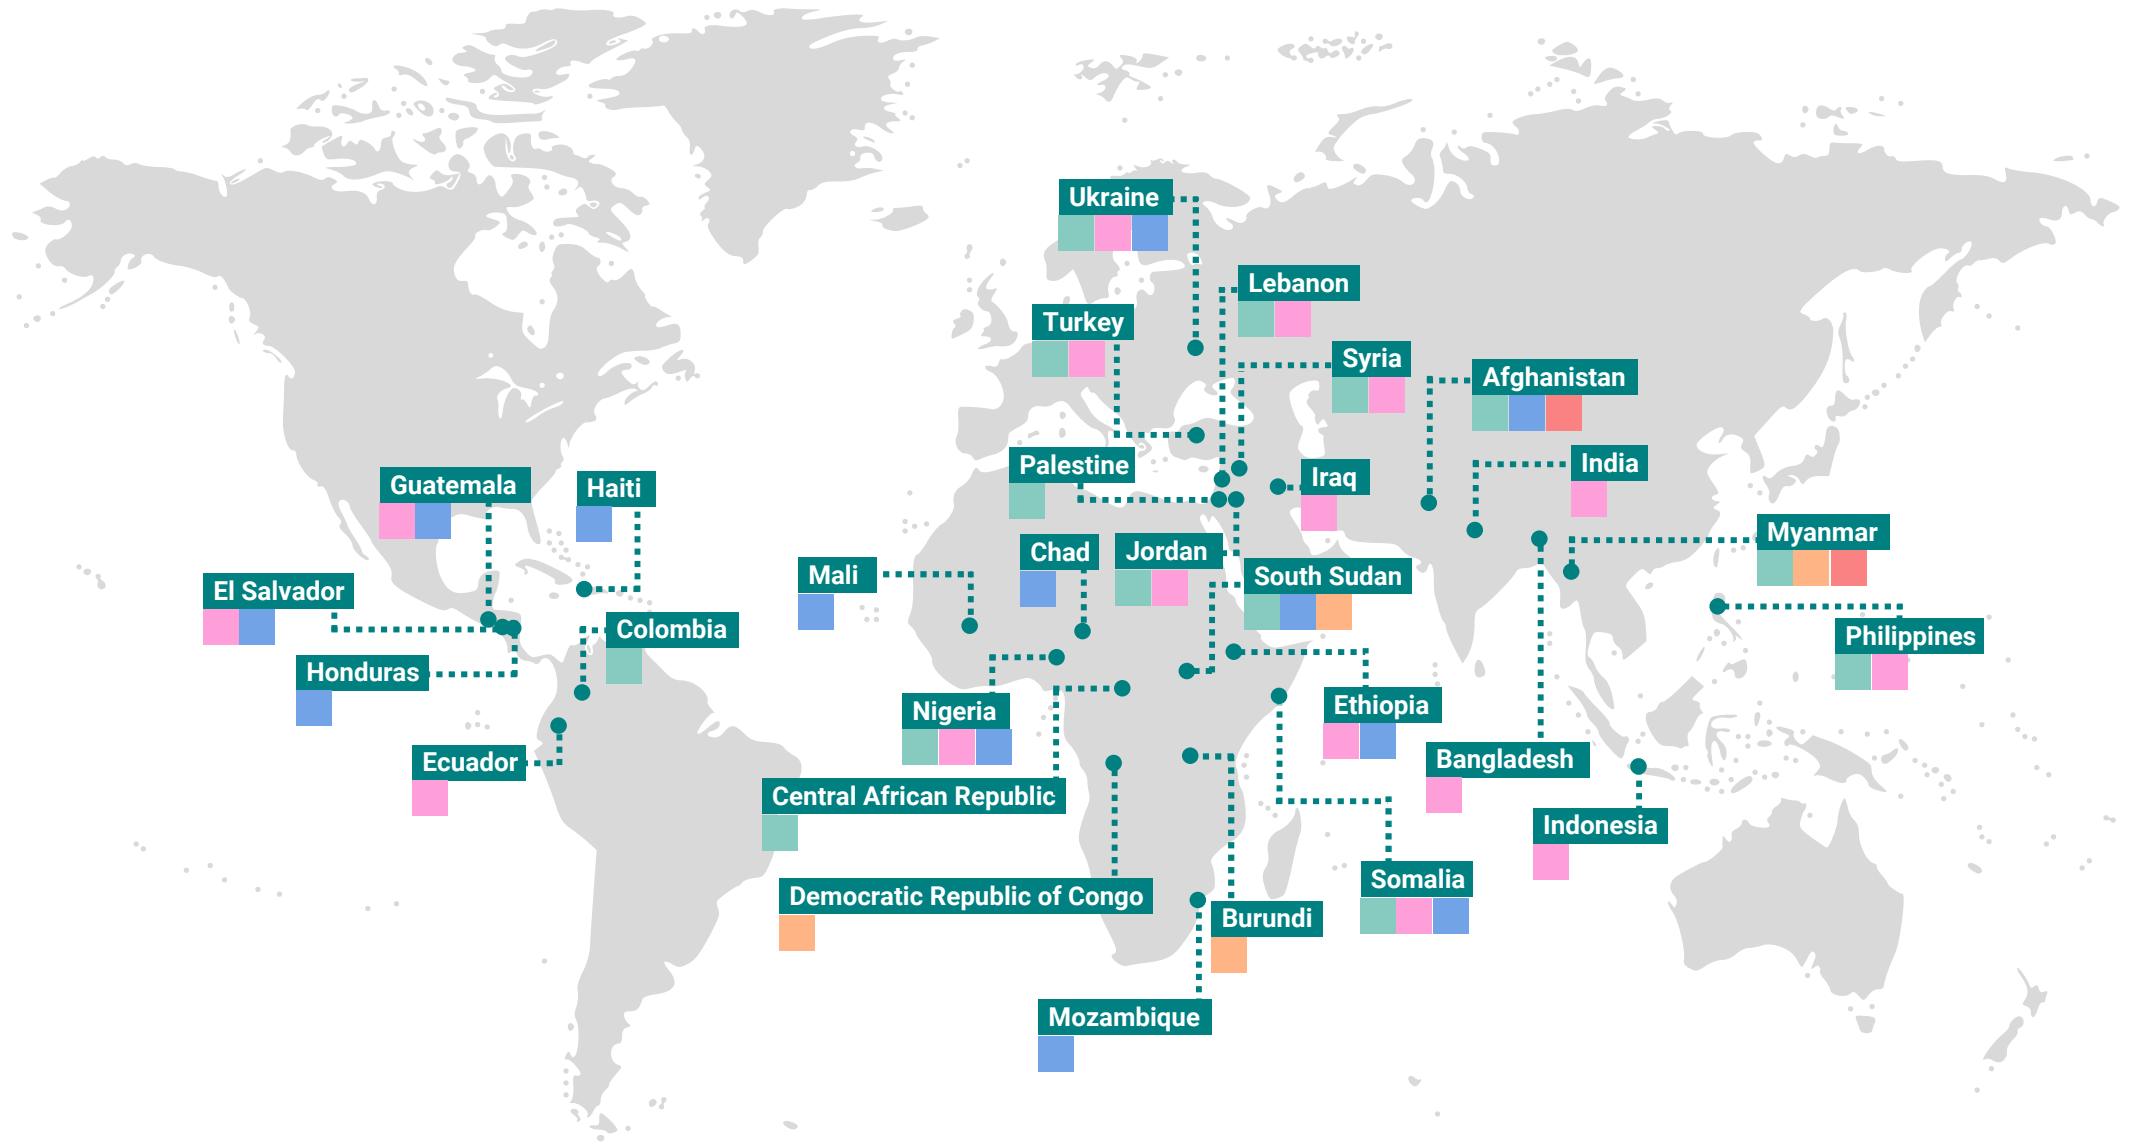 Ukraine
Lebanon
Turkey
Syria
Afghanistan
India
Palestine
Iraq
Guatemala
Haiti
Myanmar
Chad
Jordan
Mali
South Sudan
El Salvador
Colombia
Philippines
Honduras
Nigeria
Ethiopia
Ecuador
Bangladesh
Central African Republic
Indonesia
Somalia
Democratic Republic of Congo
Burundi
Mozambique